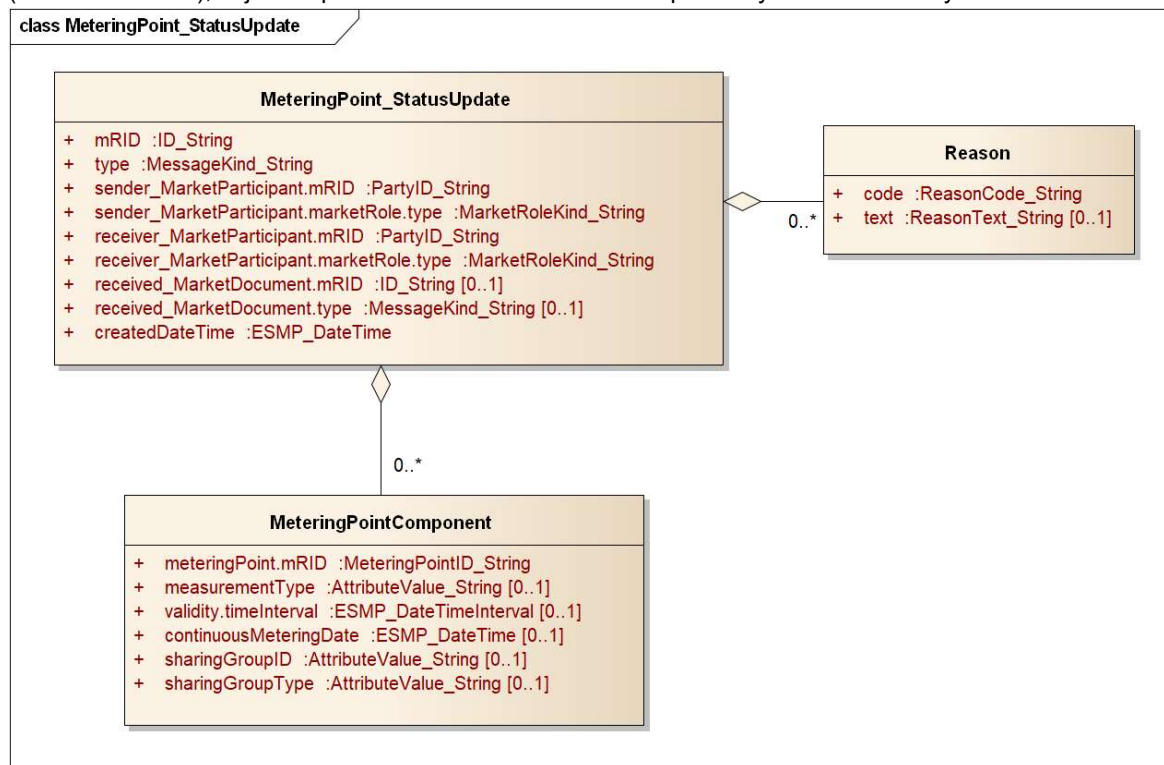 class MeteringPoint_StatusUpdate
MeteringPoint_StatusUpdate
+ mRID :ID_String
+ type :MessageKind_String
+ sender_MarketParticipant.mRID :PartyID_String
+ sender_MarketParticipant.marketRole.type :MarketRoleKind_String
+ receiver_MarketParticipant.mRID :PartyID_String
+ receiver_MarketParticipant.marketRole.type :MarketRoleKind_String
+ received_MarketDocument.mRID :ID_String [0..1]
+ received_MarketDocument.type :MessageKind_String [0..1]
+ createdDateTime :ESMP_DateTime
0..*
Reason
+ code :ReasonCode_String
+ text :ReasonText_String [0..1]
0..*
MeteringPointComponent
+ meteringPoint.mRID :MeteringPointID_String
+ measurementType :AttributeValue_String [0..1]
+ validity.timeInterval :ESMP_DateTimeInterval [0..1]
+ continuousMeteringDate :ESMP_DateTime [0..1]
+ sharingGroupID :AttributeValue_String [0..1]
+ sharingGroupType :AttributeValue_String [0..1]